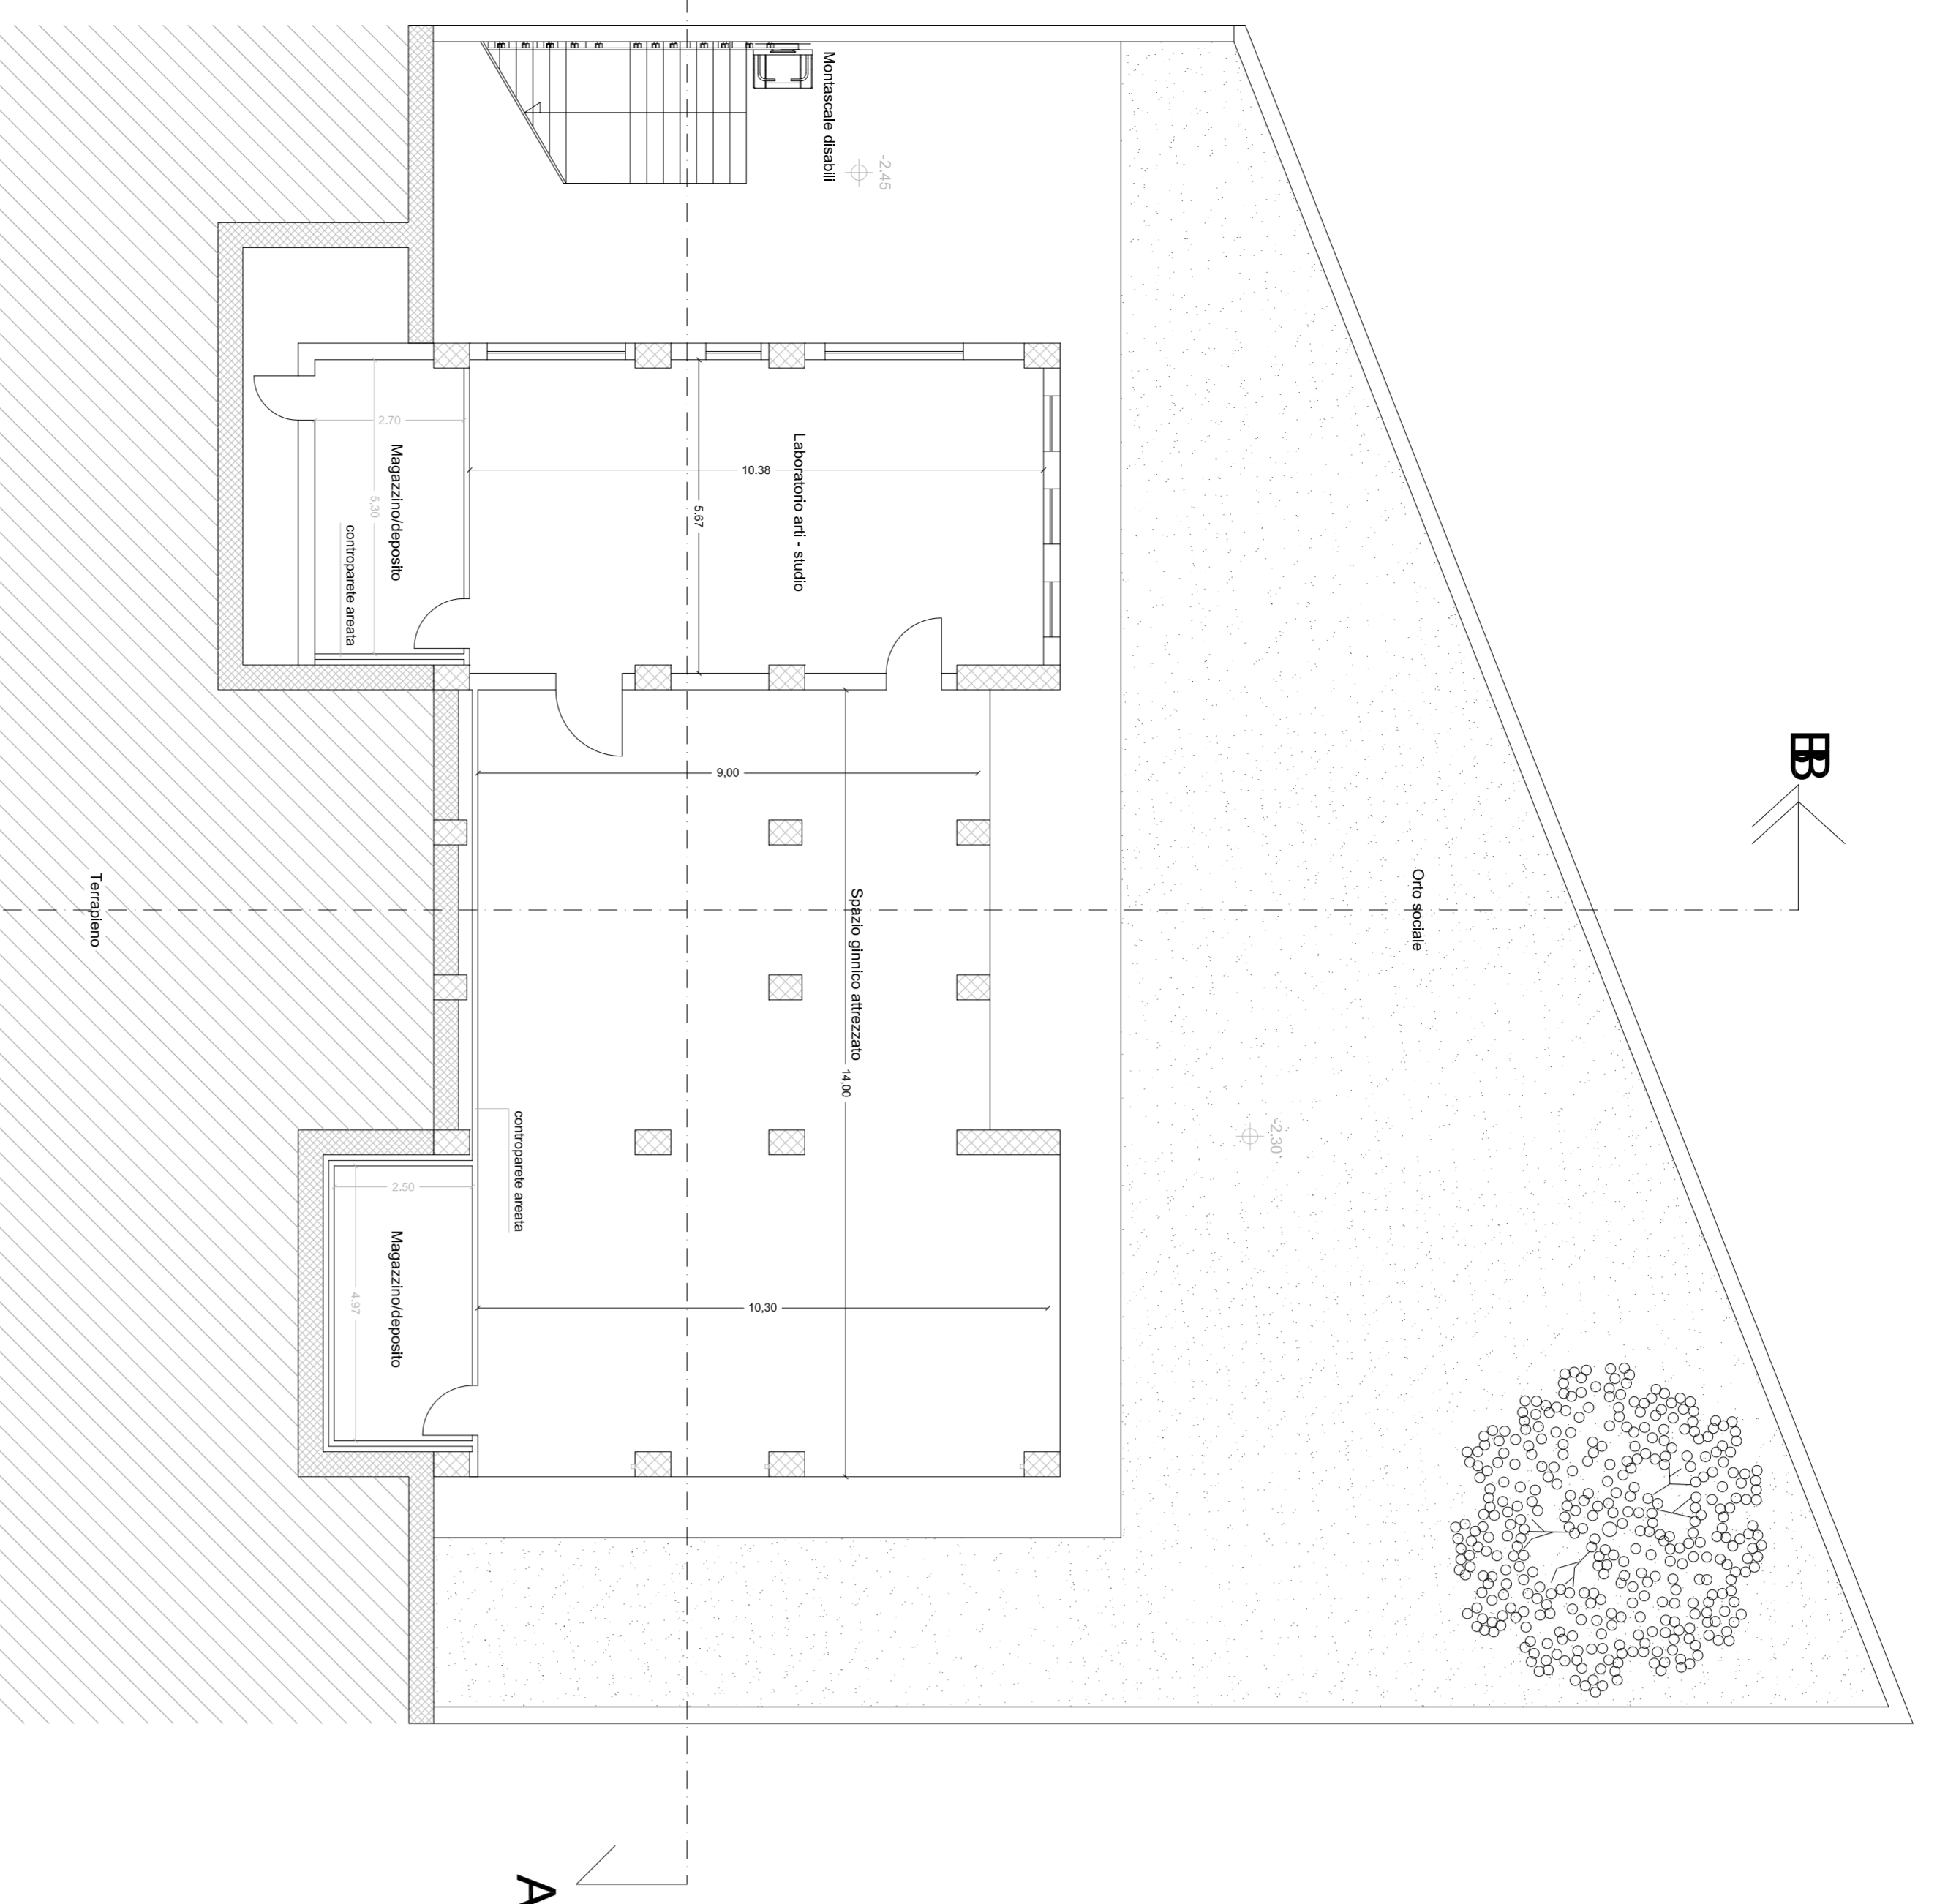 Montascale disabili
-2.45
2.70
Magazzino/deposito
5,30
controparete areata
10.38
5.67
Laboratorio arti - studio
BB
9,00
Terrapieno
Spazio ginnico attrezzato
14,00
Orto sociale
controparete areata
-2.30
2.50
Magazzino/deposito
4.97
10,30
A